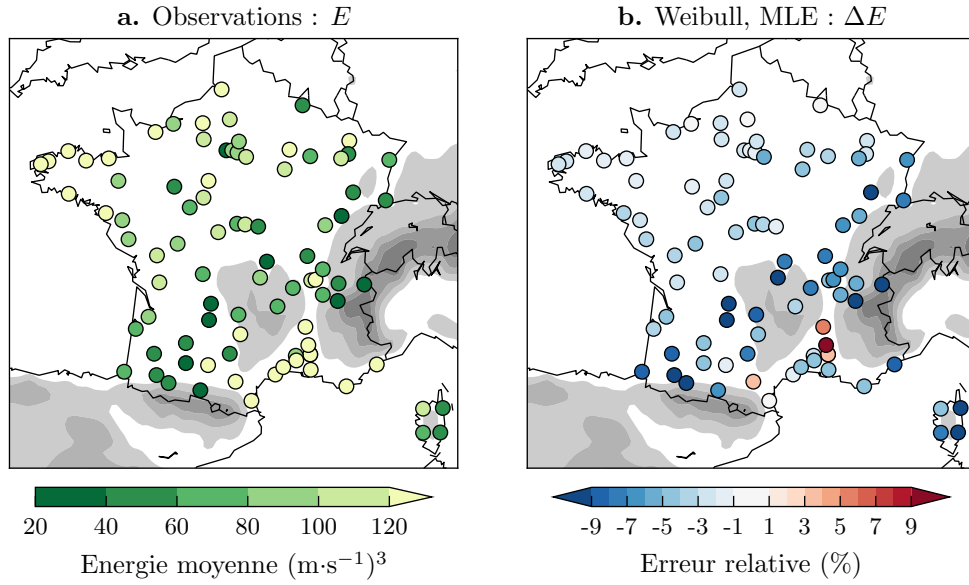 a. Observations : E
b. Weibull, MLE : ΔE
20 40 60 80 100 120
-9 -7 -5 -3 -1 1 3 5 7 9
Energie moyenne (m·s⁻¹)³
Erreur relative (%)